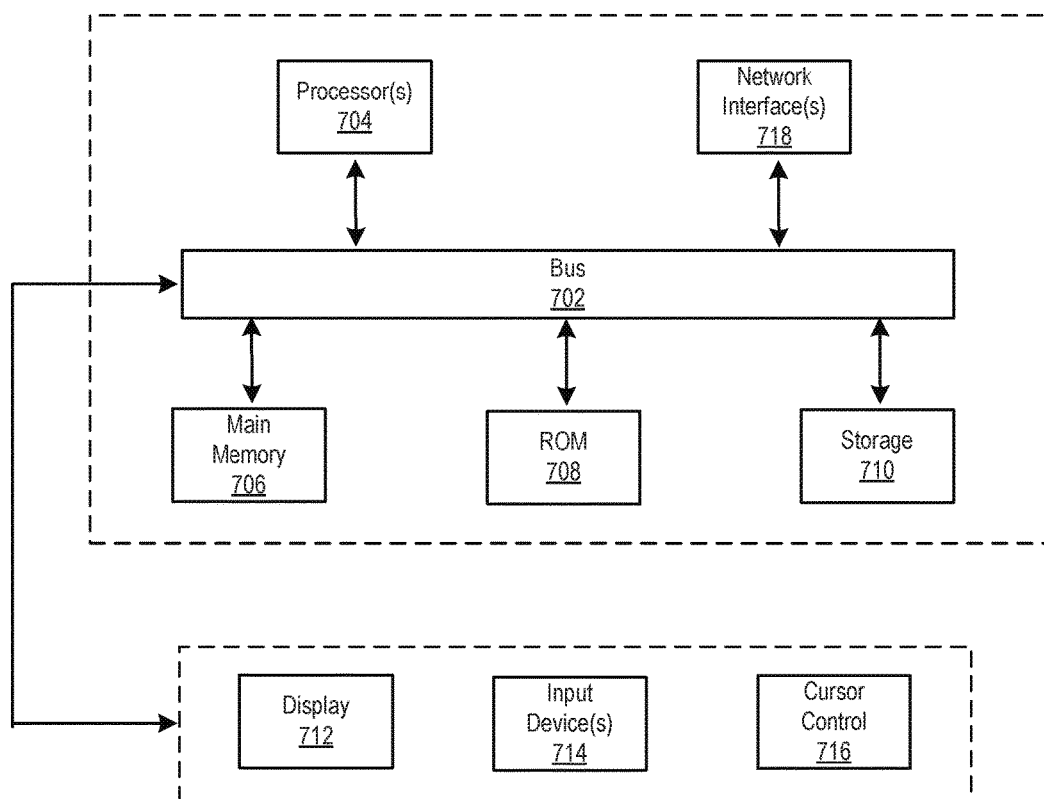 Processor(s)
704
Network
Interface(s)
718
Bus
702
Main
Memory
706
ROM
708
Storage
710
Display
712
Input
Device(s)
714
Cursor
Control
716